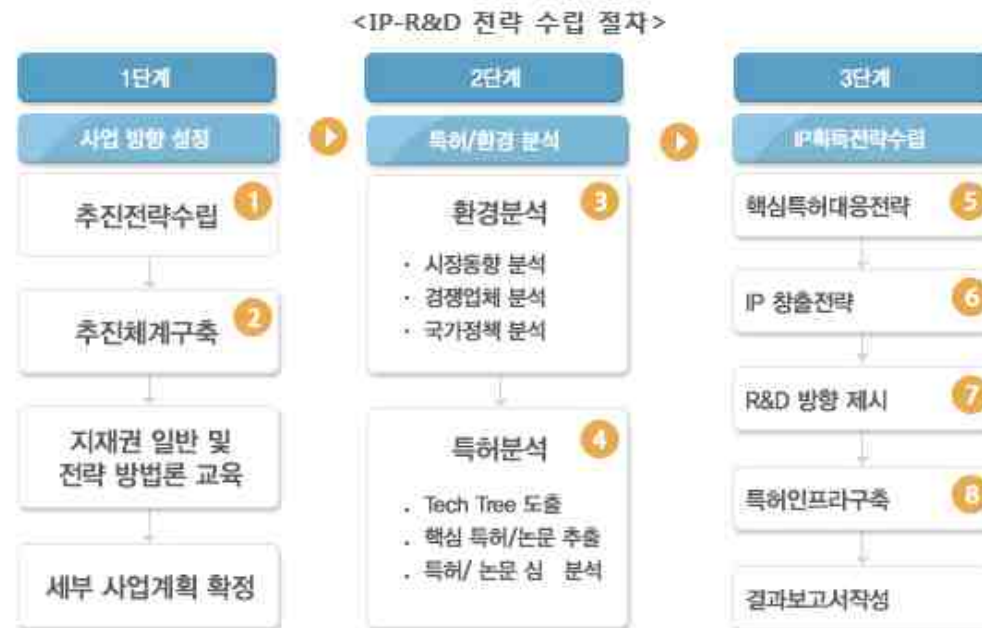 <IP-R&D 전략 수립 절차>
1단계
사업 방향 설정
추진전략수립 1
추진체계구축 2
지재권 일반 및
전략 방법론 교육
세부 사업계획 확정
2단계
특허/환경 분석
환경분석 3
· 시장동향 분석
· 경쟁업체 분석
· 국가정책 분석
특허분석 4
. Tech Tree 도출
. 핵심 특허/논문 추출
. 특허/ 논문 심 분석
3단계
IP획득전략수립
핵심특허대응전략 5
IP 창출전략 6
R&D 방향 제시 7
특허인프라구축 8
결과보고서작성